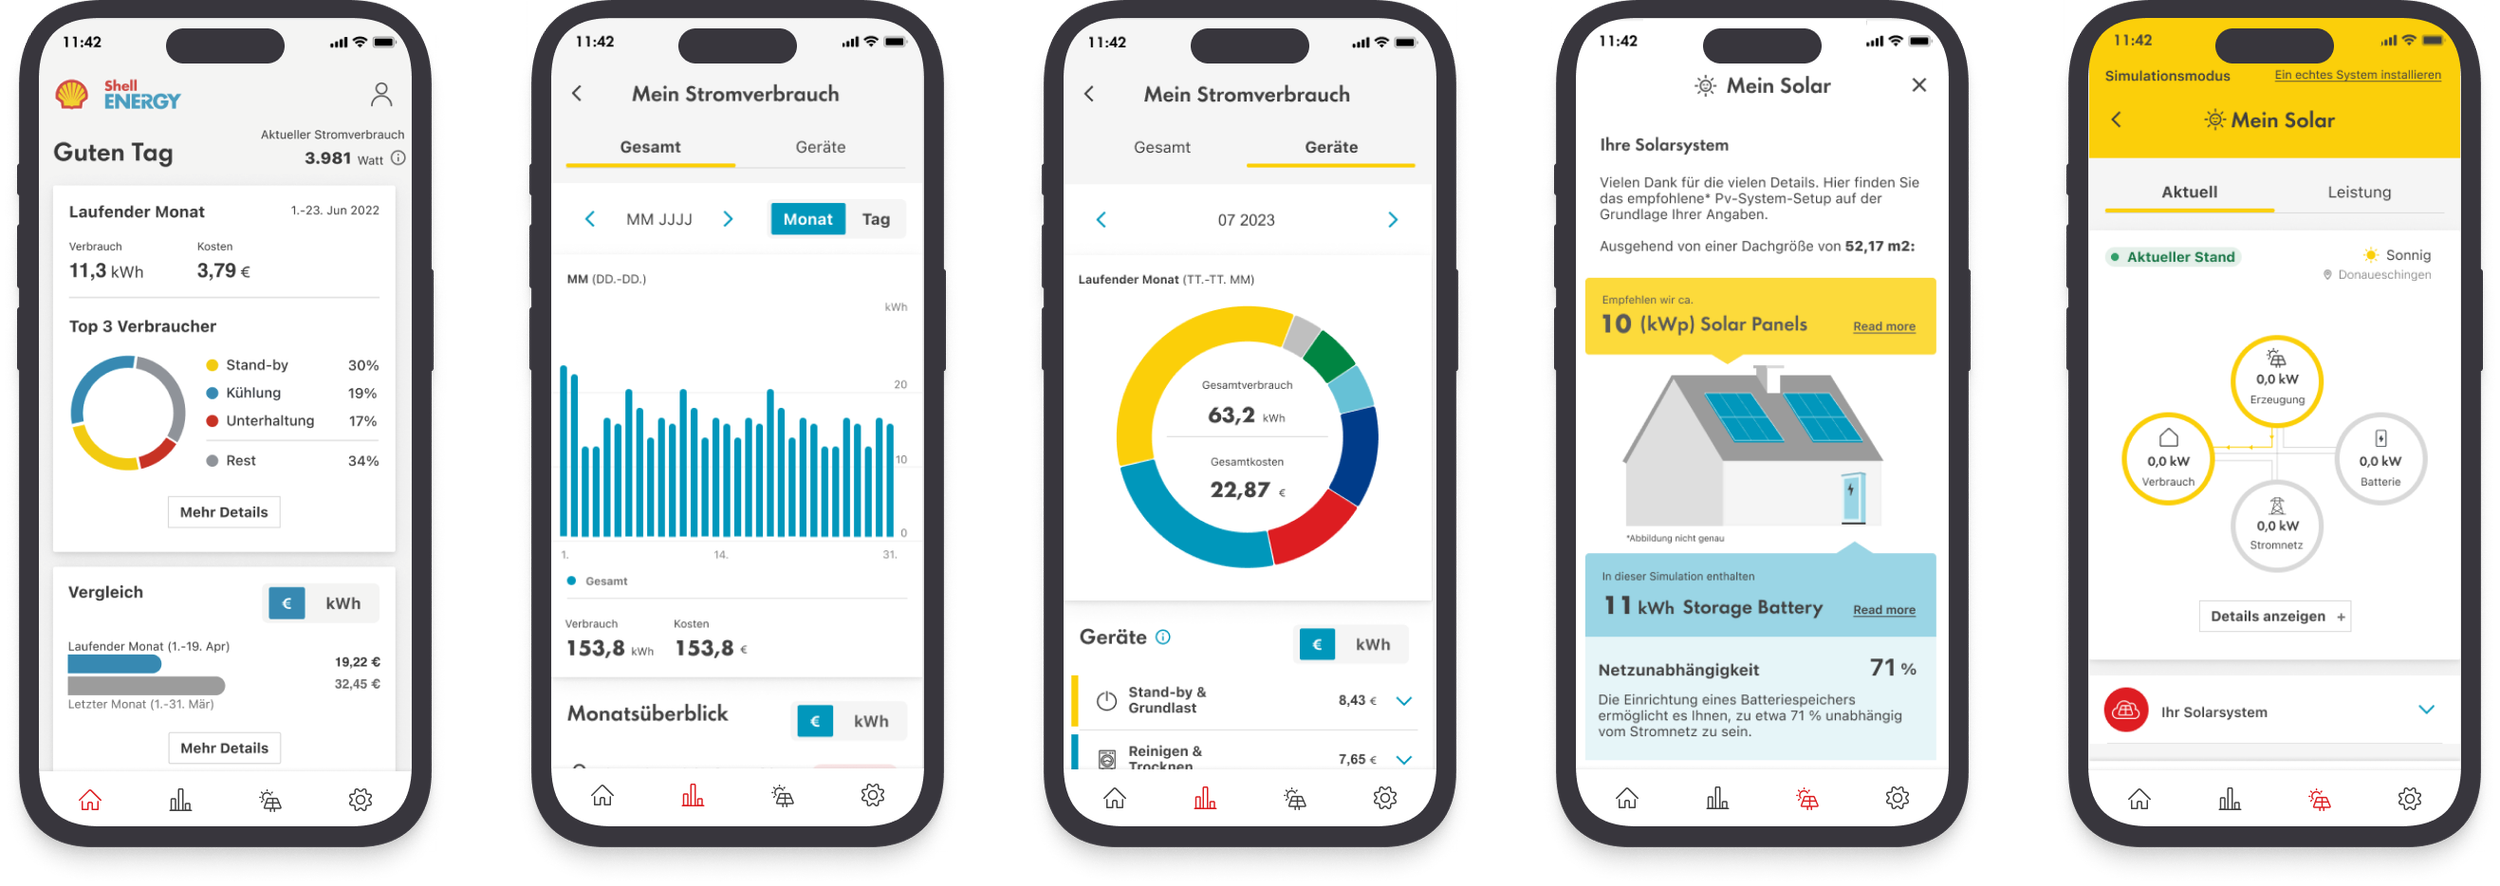 11:42
Shell
ENERGY
Aktueller Stromverbrauch
Guten Tag
3.981 Watt
Laufender Monat
1.-23. Jun 2022
Verbrauch
Kosten
11,3 kWh
3,79 €
Top 3 Verbraucher
Stand-by 30%
Kühlung 19%
Unterhaltung 17%
Rest 34%
Mehr Details
Vergleich
€ kWh
Laufender Monat (1.-19. Apr)
19,22 €
32,45 €
Letzter Monat (1.-31. Mär)
Mehr Details
11:42
Mein Stromverbrauch
Gesamt Geräte
MM JJJJ
Monat Tag
MM (DD.-DD.)
kWh
20
10
0
1. 14. 31.
Gesamt
Verbrauch Kosten
153,8 kWh 153,8 €
Monatsüberblick
€ kWh
11:42
Mein Stromverbrauch
Gesamt Geräte
07 2023
Laufender Monat (TT.-TT. MM)
Gesamtverbrauch
63,2 kWh
Gesamtkosten
22,87 €
Geräte
€ kWh
Stand-by &
Grundlast
8,43 €
Reinigen &
Trocknen
7,65 €
11:42
Mein Solar
Ihre Solarsystem
Vielen Dank für die vielen Details. Hier finden Sie
das empfohlene* Pv-System-Setup auf der
Grundlage Ihrer Angaben.
Ausgehend von einer Dachgröße von 52,17 m2:
Empfehlen wir ca.
10 (kWp) Solar Panels
Read more
*Abbildung nicht genau
In dieser Simulation enthalten
11 kWh Storage Battery
Read more
Netzunabhängigkeit 71 %
Die Einrichtung eines Batteriespeichers
ermöglicht es Ihnen, zu etwa 71 % unabhängig
vom Stromnetz zu sein.
11:42
Simulationsmodus
Ein echtes System installieren
Mein Solar
Aktuell Leistung
Aktueller Stand
Sonnig
Donaueschingen
0,0 kW
Erzeugung
0,0 kW
Verbrauch
0,0 kW
Batterie
0,0 kW
Stromnetz
Details anzeigen +
Ihr Solarsystem